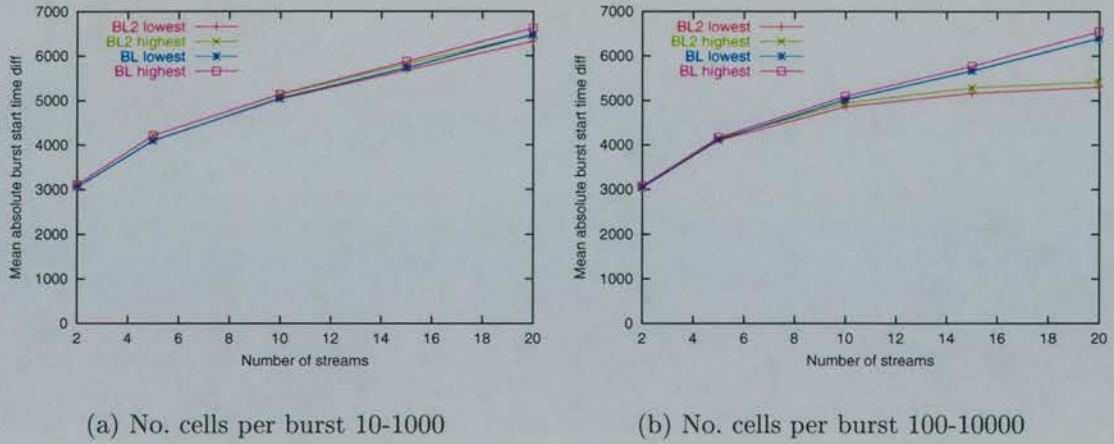 7000
6000
5000
4000
3000
2000
1000
0
2 4 6 8 10 12 14 16 18 20
Mean absolute burst start time diff
Number of streams
BL2 lowest
BL2 highest
BL lowest
BL highest
(a) No. cells per burst 10-1000
7000
6000
5000
4000
3000
2000
1000
0
2 4 6 8 10 12 14 16 18 20
Mean absolute burst start time diff
Number of streams
BL2 lowest
BL2 highest
BL lowest
BL highest
(b) No. cells per burst 100-10000